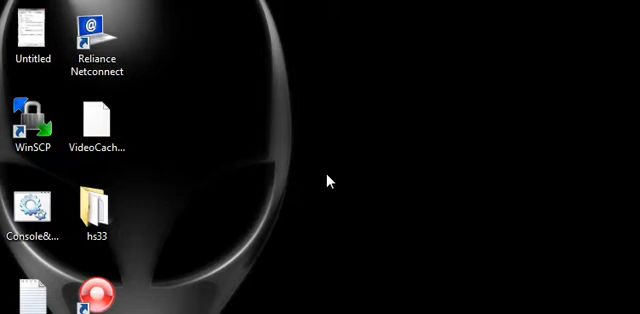 Untitled
Reliance
Netconnect
WinSCP
VideoCach...
Console&...
hs33